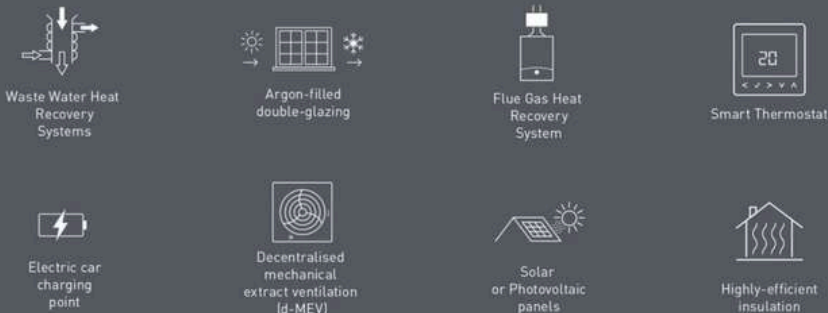 Waste Water Heat
Recovery
Systems
Argon-filled
double-glazing
Flue Gas Heat
Recovery
System
20
Smart Thermostat
Electric car
charging
point
Decentralised
mechanical
extract ventilation
(d-MEV)
Solar
or Photovoltaic
panels
Highly-efficient
insulation